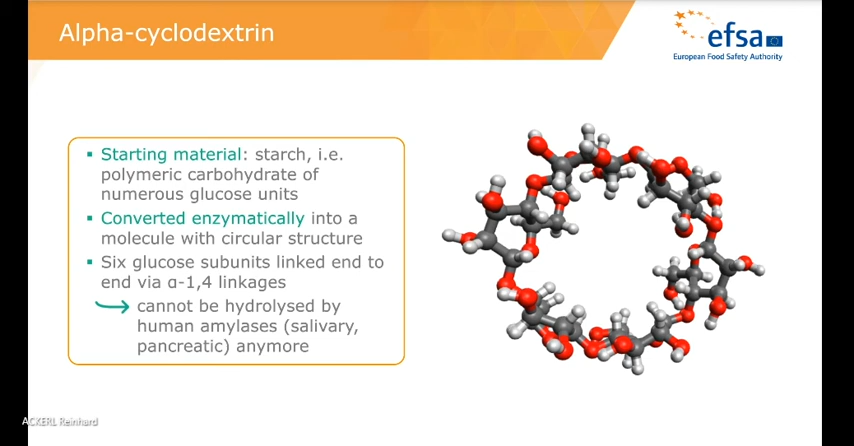 Alpha-cyclodextrin
efsa
European Food Safety Authority
▪ Starting material: starch, i.e.
polymeric carbohydrate of
numerous glucose units
▪ Converted enzymatically into a
molecule with circular structure
▪ Six glucose subunits linked end to
end via α-1,4 linkages
cannot be hydrolysed by
human amylases (salivary,
pancreatic) anymore
ACKERL Reinhard